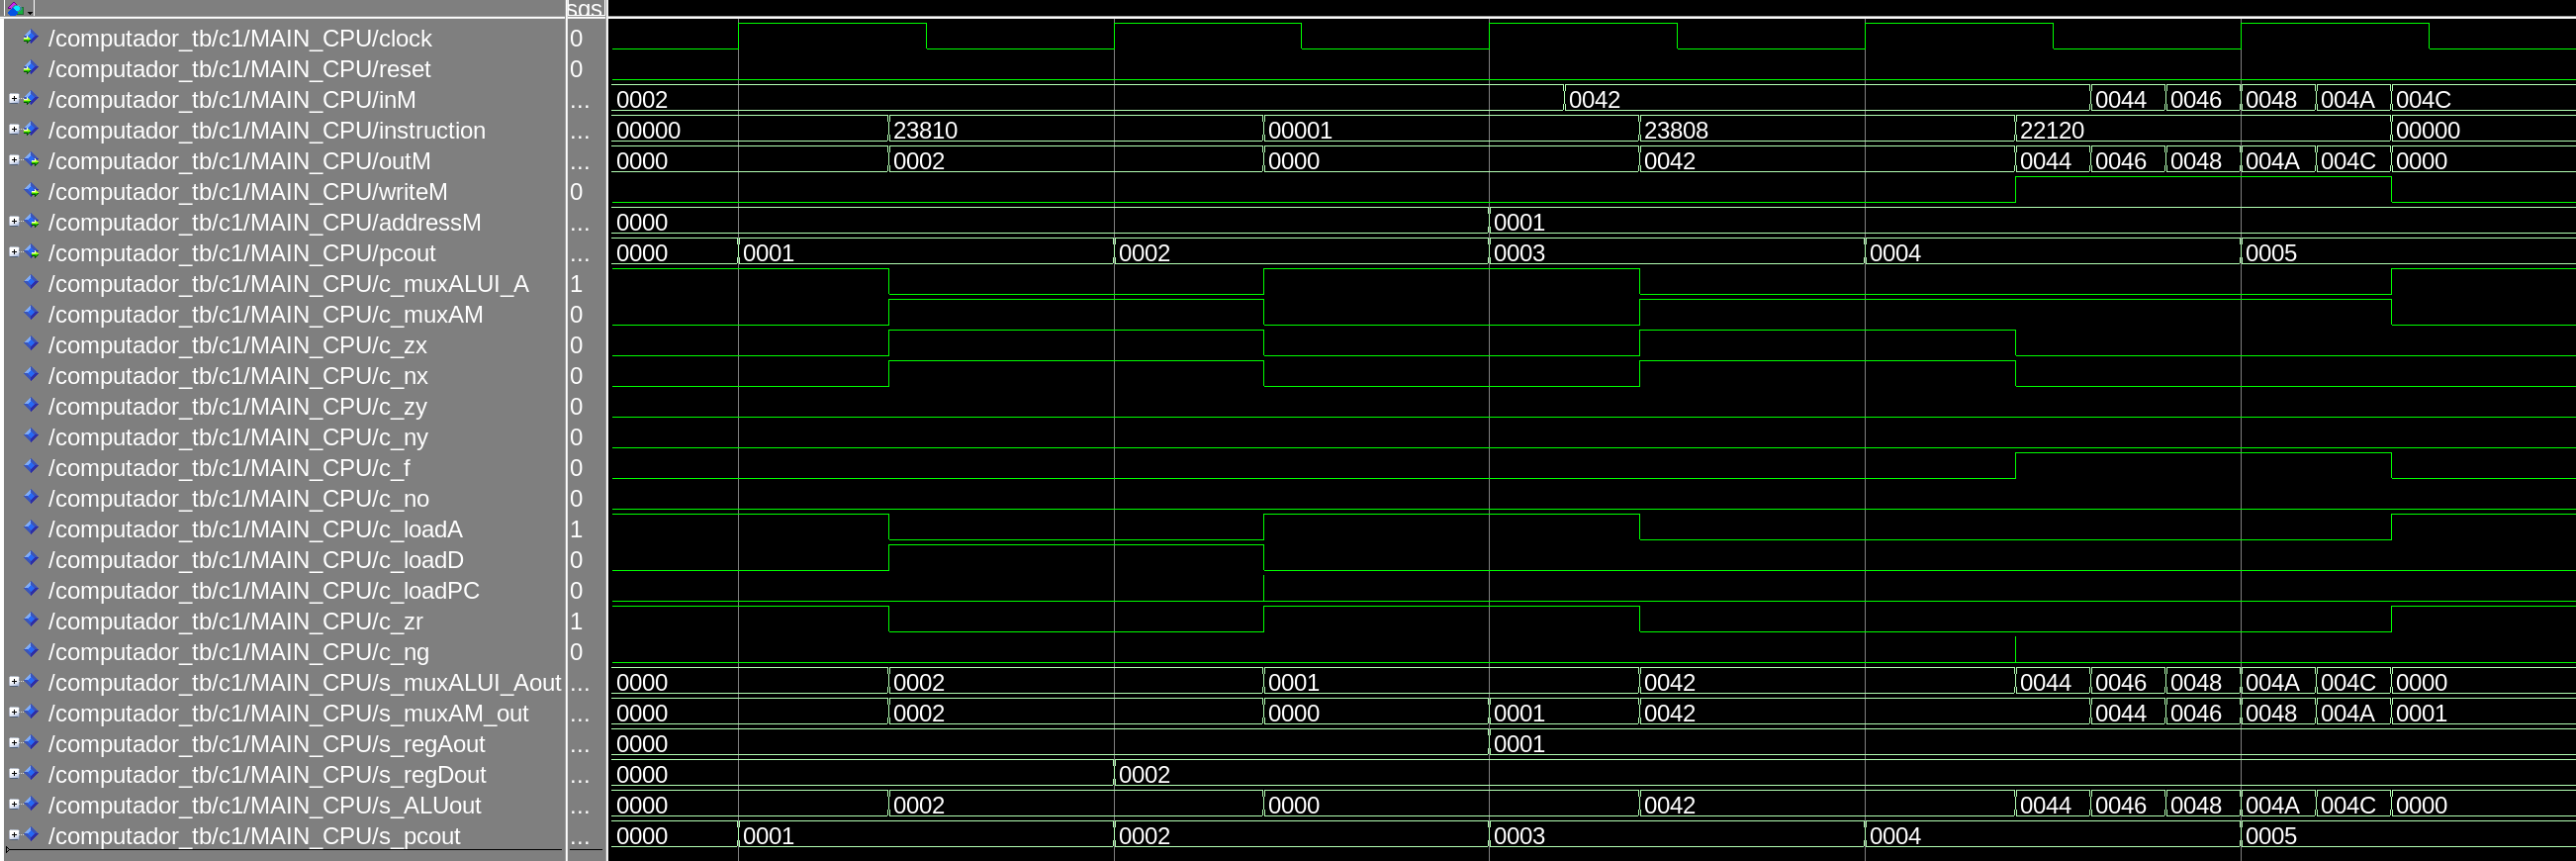 sgs
/computador_tb/c1/MAIN_CPU/clock 0
/computador_tb/c1/MAIN_CPU/reset 0
/computador_tb/c1/MAIN_CPU/inM ... 0002 0042 0044 0046 0048 004A 004C
/computador_tb/c1/MAIN_CPU/instruction ... 00000 23810 00001 23808 22120 00000
/computador_tb/c1/MAIN_CPU/outM ... 0000 0002 0000 0042 0044 0046 0048 004A 004C 0000
/computador_tb/c1/MAIN_CPU/writeM 0
/computador_tb/c1/MAIN_CPU/addressM ... 0000 0001
/computador_tb/c1/MAIN_CPU/pcout ... 0000 0001 0002 0003 0004 0005
/computador_tb/c1/MAIN_CPU/c_muxALUI_A 1
/computador_tb/c1/MAIN_CPU/c_muxAM 0
/computador_tb/c1/MAIN_CPU/c_zx 0
/computador_tb/c1/MAIN_CPU/c_nx 0
/computador_tb/c1/MAIN_CPU/c_zy 0
/computador_tb/c1/MAIN_CPU/c_ny 0
/computador_tb/c1/MAIN_CPU/c_f 0
/computador_tb/c1/MAIN_CPU/c_no 0
/computador_tb/c1/MAIN_CPU/c_loadA 1
/computador_tb/c1/MAIN_CPU/c_loadD 0
/computador_tb/c1/MAIN_CPU/c_loadPC 0
/computador_tb/c1/MAIN_CPU/c_zr 1
/computador_tb/c1/MAIN_CPU/c_ng 0
/computador_tb/c1/MAIN_CPU/s_muxALUI_Aout ... 0000 0002 0001 0042 0044 0046 0048 004A 004C 0000
/computador_tb/c1/MAIN_CPU/s_muxAM_out ... 0000 0002 0000 0001 0042 0044 0046 0048 004A 0001
/computador_tb/c1/MAIN_CPU/s_regAout ... 0000 0001
/computador_tb/c1/MAIN_CPU/s_regDout ... 0000 0002
/computador_tb/c1/MAIN_CPU/s_ALUout ... 0000 0002 0000 0042 0044 0046 0048 004A 004C 0000
/computador_tb/c1/MAIN_CPU/s_pcout ... 0000 0001 0002 0003 0004 0005